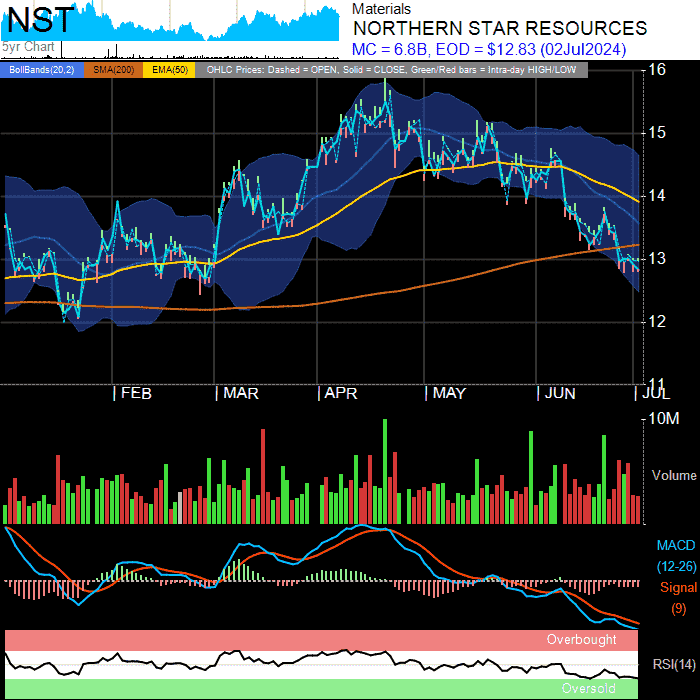 NST
5yr Chart
Materials
NORTHERN STAR RESOURCES
MC = 6.8B, EOD = $12.83 (02Jul2024)
BollBands(20,2) SMA(200) EMA(50) OHLC Prices: Dashed = OPEN, Solid = CLOSE, Green/Red bars = Intra-day HIGH/LOW
16
15
14
13
12
11
FEB MAR APR MAY JUN JUL
10M
Volume
MACD
(12-26)
Signal
(9)
Overbought
RSI(14)
Oversold